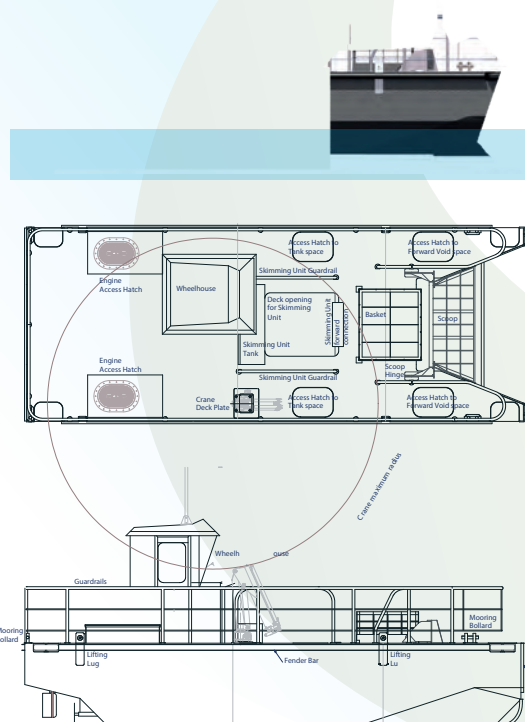 Access Hatch to
Tank space
Access Hatch to
Forward Void space
Engine
Access Hatch
Skimming Unit Guardrail
Wheelhouse
Deck opening
for Skimming
Unit
Skimming Unit
forward
connection
Basket
Scoop
Skimming Unit
Tank
Engine
Access Hatch
Scoop
Hinge
Skimming Unit Guardrail
Crane
Deck Plate
Access Hatch to
Tank space
Access Hatch to
Forward Void space
Crane maximum radius
Wheelh ouse
Guardrails
Mooring
ollard
Mooring
Bollard
Lifting
Lug
Fender Bar
Lifting
Lu